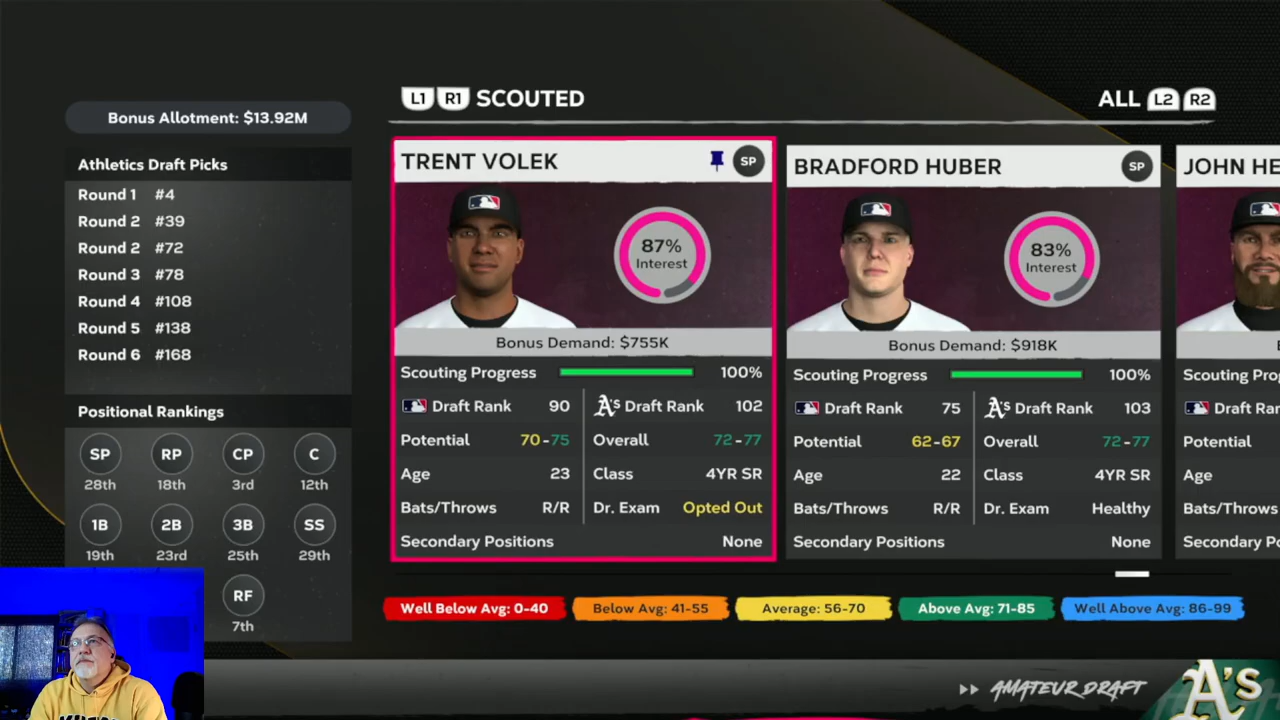 L1 R1 SCOUTED
ALL L2 R2
Bonus Allotment: $13.92M
Athletics Draft Picks
Round 1 #4
Round 2 #39
Round 2 #72
Round 3 #78
Round 4 #108
Round 5 #138
Round 6 #168
Positional Rankings
SP RP CP C
28th 18th 3rd 12th
1B 2B 3B SS
19th 23rd 25th 29th
RF
7th
TRENT VOLEK SP
87%
Interest
Bonus Demand: $755K
Scouting Progress 100%
Draft Rank 90 A's Draft Rank 102
Potential 70-75 Overall 72-77
Age 23 Class 4YR SR
Bats/Throws R/R Dr. Exam Opted Out
Secondary Positions None
BRADFORD HUBER SP
83%
Interest
Bonus Demand: $918K
Scouting Progress 100%
Draft Rank 75 A's Draft Rank 103
Potential 62-67 Overall 72-77
Age 22 Class 4YR SR
Bats/Throws R/R Dr. Exam Healthy
Secondary Positions None
JOHN HE
Scouting Pro
Draft Ran
Potential
Age
Bats/Throws
Secondary Po
Well Below Avg: 0-40
Below Avg: 41-55
Average: 56-70
Above Avg: 71-85
Well Above Avg: 86-99
AMATEUR DRAFT
A's